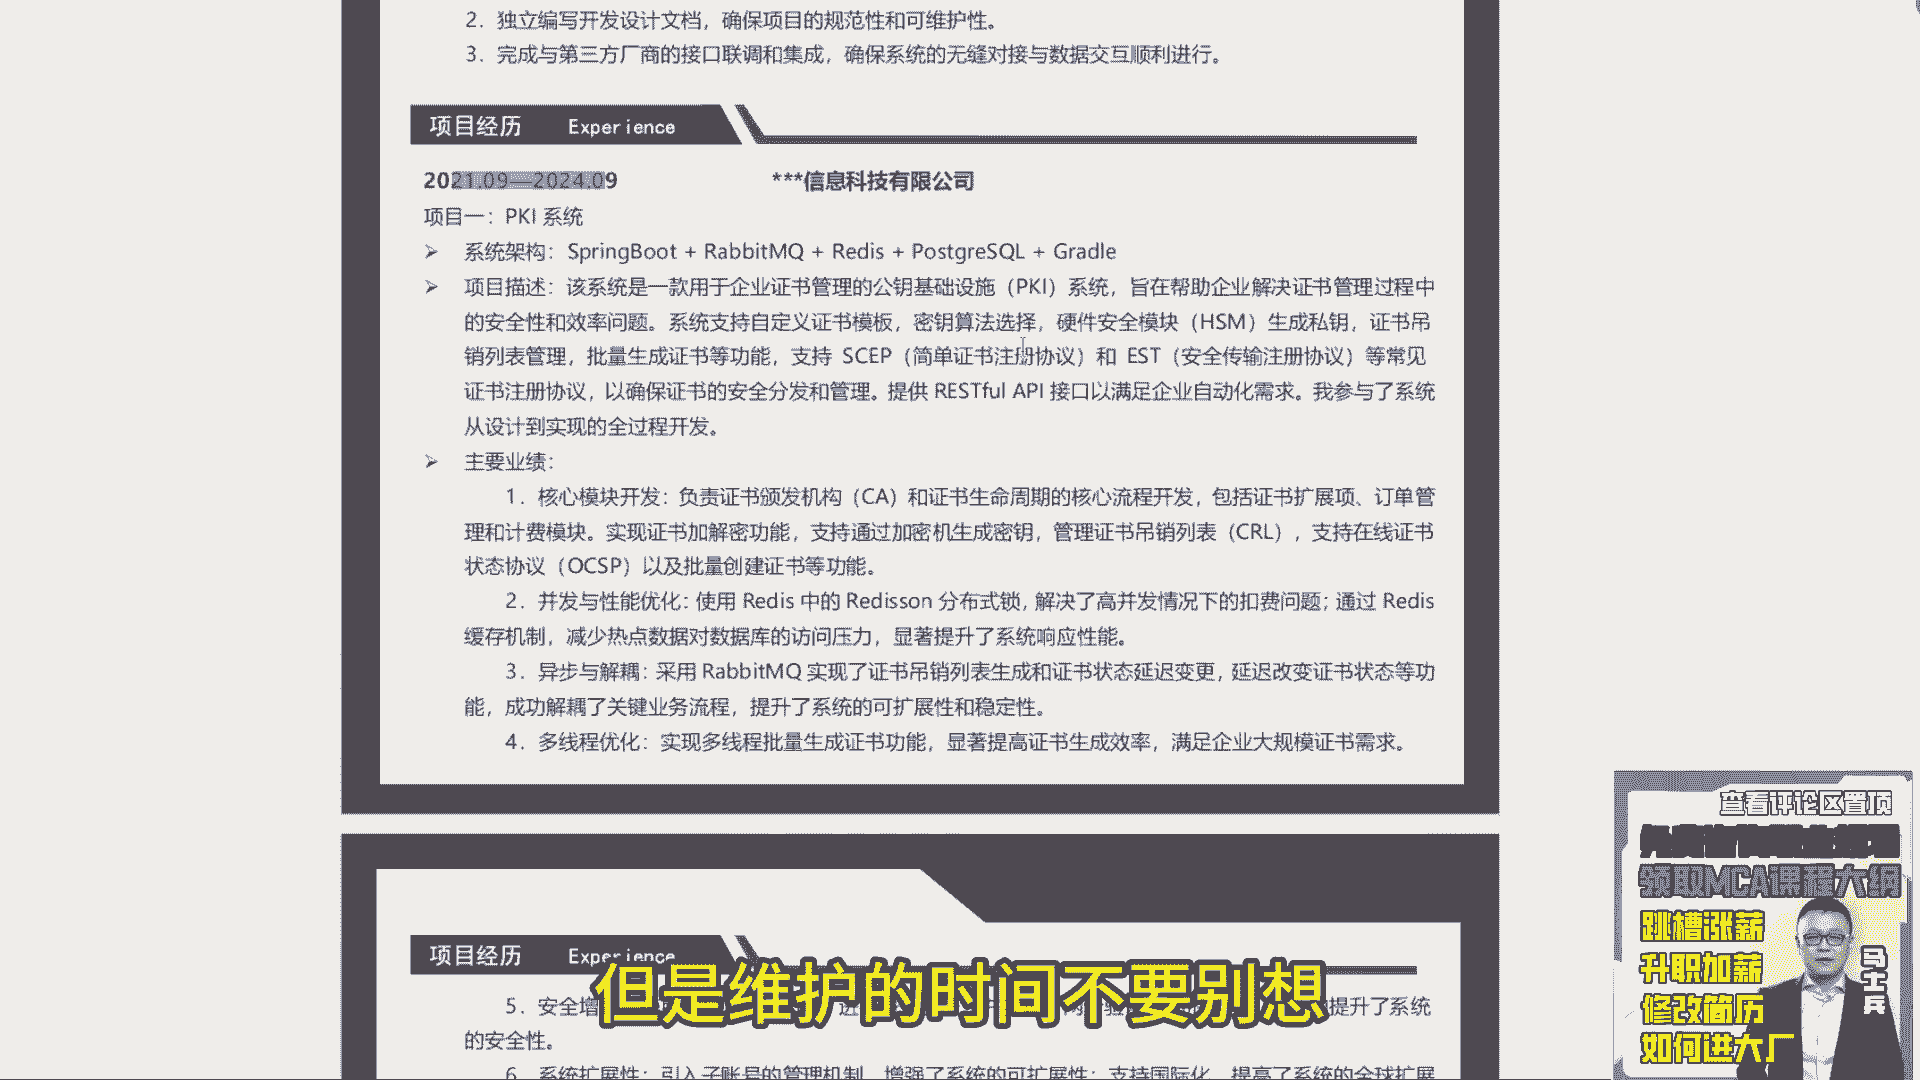 2. 独立编写开发设计文档，确保项目的规范性和可维护性。
3. 完成与第三方厂商的接口联调和集成，确保系统的无缝对接与数据交互顺利进行。
项目经历 Experience
2021.09—2024.09 ***信息科技有限公司
项目一：PKI 系统
系统架构：SpringBoot + RabbitMQ + Redis + PostgreSQL + Gradle
项目描述：该系统是一款用于企业证书管理的公钥基础设施（PKI）系统，旨在帮助企业解决证书管理过程中
的安全性和效率问题。系统支持自定义证书模板，密钥算法选择，硬件安全模块（HSM）生成私钥，证书吊
销列表管理，批量生成证书等功能，支持 SCEP（简单证书注册协议）和 EST（安全传输注册协议）等常见
证书注册协议，以确保证书的安全分发和管理。提供 RESTful API 接口以满足企业自动化需求。我参与了系统
从设计到实现的全过程开发。
主要业绩：
1. 核心模块开发：负责证书颁发机构（CA）和证书生命周期的核心流程开发，包括证书扩展项、订单管
理和计费模块。实现证书加解密功能，支持通过加密机生成密钥，管理证书吊销列表（CRL），支持在线证书
状态协议（OCSP）以及批量创建证书等功能。
2. 并发与性能优化：使用 Redis 中的 Redisson 分布式锁，解决了高并发情况下的扣费问题；通过 Redis
缓存机制，减少热点数据对数据库的访问压力，显著提升了系统响应性能。
3. 异步与解耦：采用 RabbitMQ 实现了证书吊销列表生成和证书状态延迟变更，延迟改变证书状态等功
能，成功解耦了关键业务流程，提升了系统的可扩展性和稳定性。
4. 多线程优化：实现多线程批量生成证书功能，显著提高证书生成效率，满足企业大规模证书需求。
项目经历 Experience
5. 安全增 进 提升了系统
的安全性。
6. 系统扩展性：引入子账号的管理机制，增强了系统的可扩展性；支持国际化，提高了系统的全球扩展
但是维护的时间不要别想
查看评论区置顶
领取MCA课程大纲
跳槽涨薪
升职加薪
修改简历
如何进大厂
马士兵